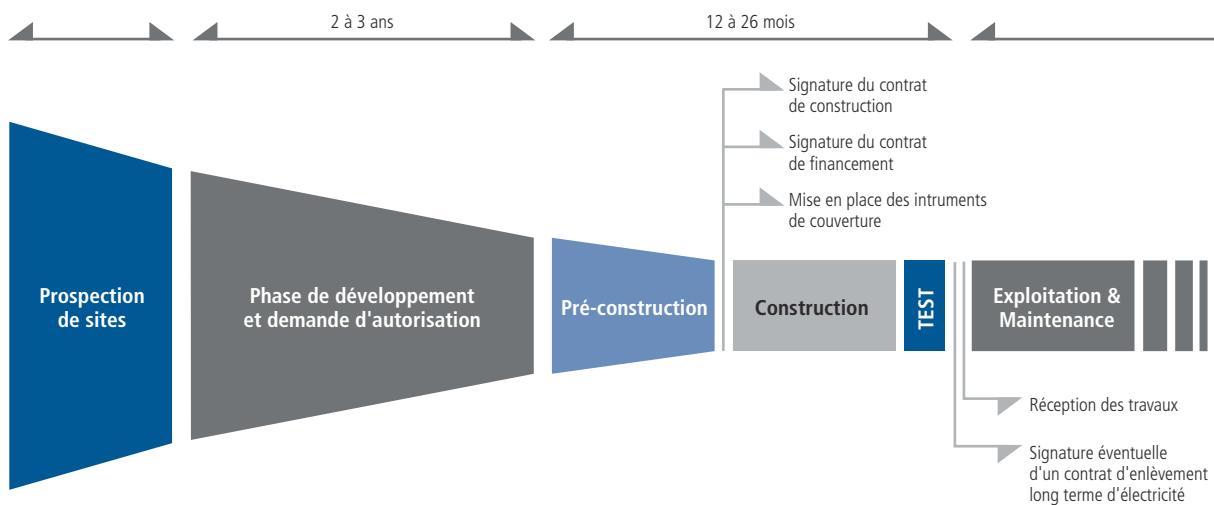 2 à 3 ans
12 à 26 mois
Signature du contrat
de construction
Signature du contrat
de financement
Mise en place des intruments
de couverture
Prospection
de sites
Phase de développement
et demande d'autorisation
Pré-construction
Construction
TEST
Exploitation &
Maintenance
Réception des travaux
Signature éventuelle
d'un contrat d'enlèvement
long terme d'électricité